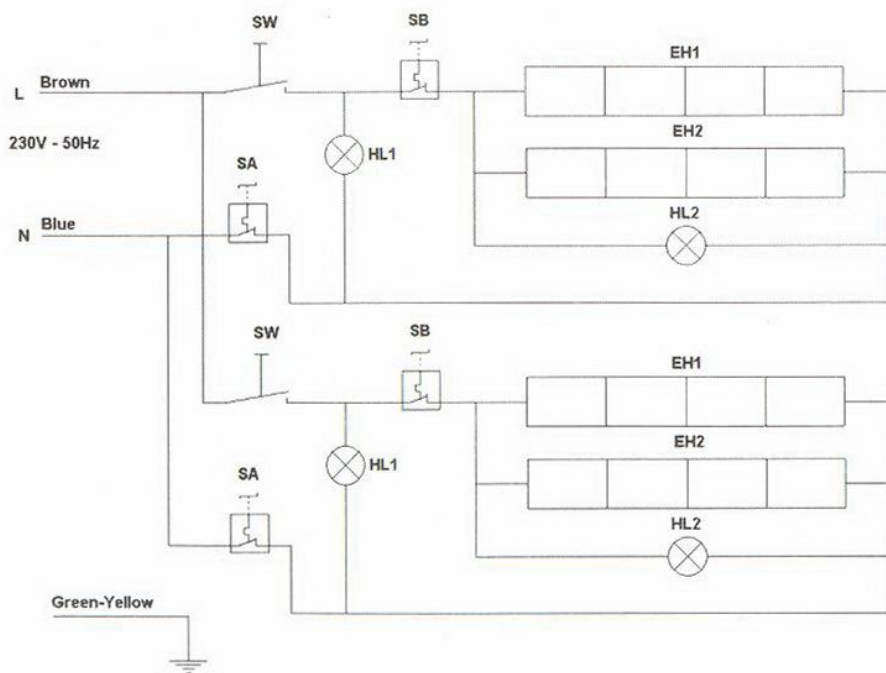 SW
SB
EH1
L Brown
230V - 50Hz
EH2
HL1
SA
N Blue
HL2
SW
SB
EH1
EH2
HL1
SA
HL2
Green-Yellow